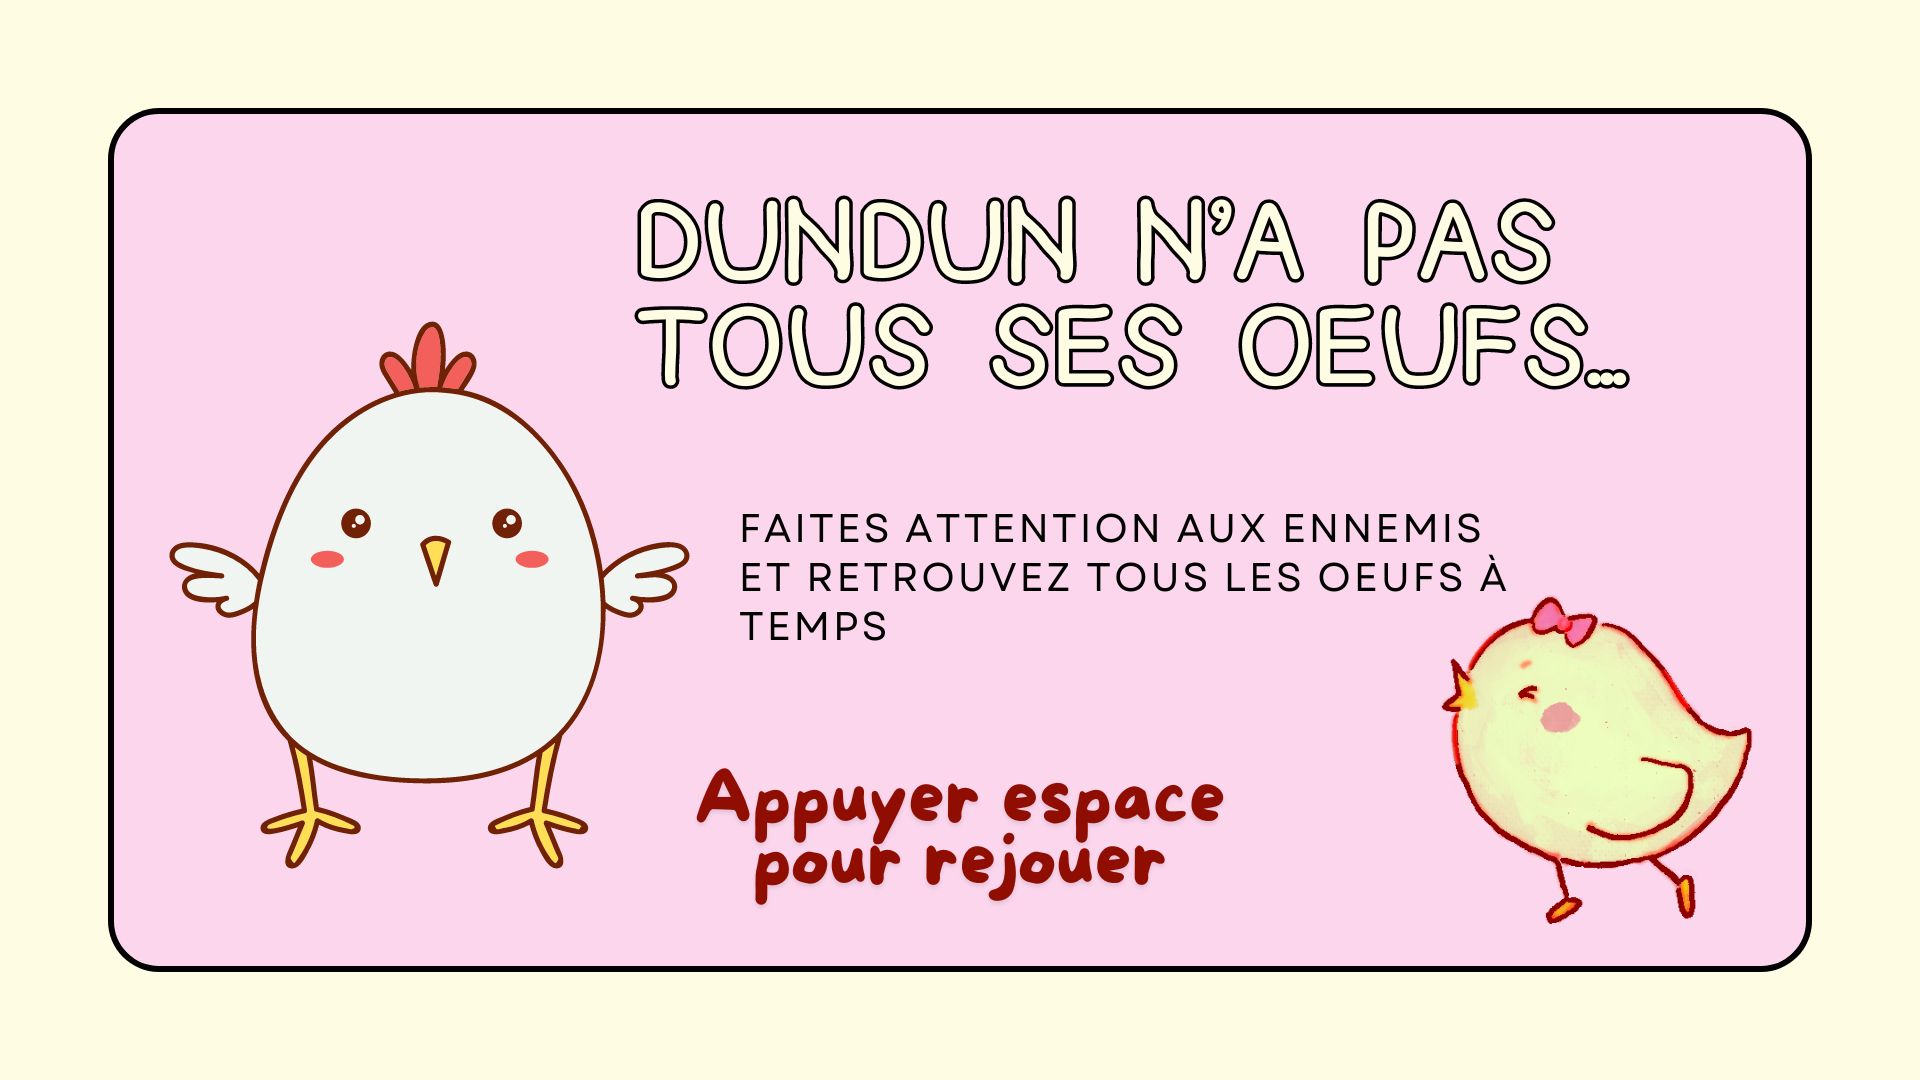 DUNDUN N’A PAS
TOUS SES OEUFS...
FAITES ATTENTION AUX ENNEMIS
ET RETROUVEZ TOUS LES OEUFS À
TEMPS
Appuyer espace
pour rejouer